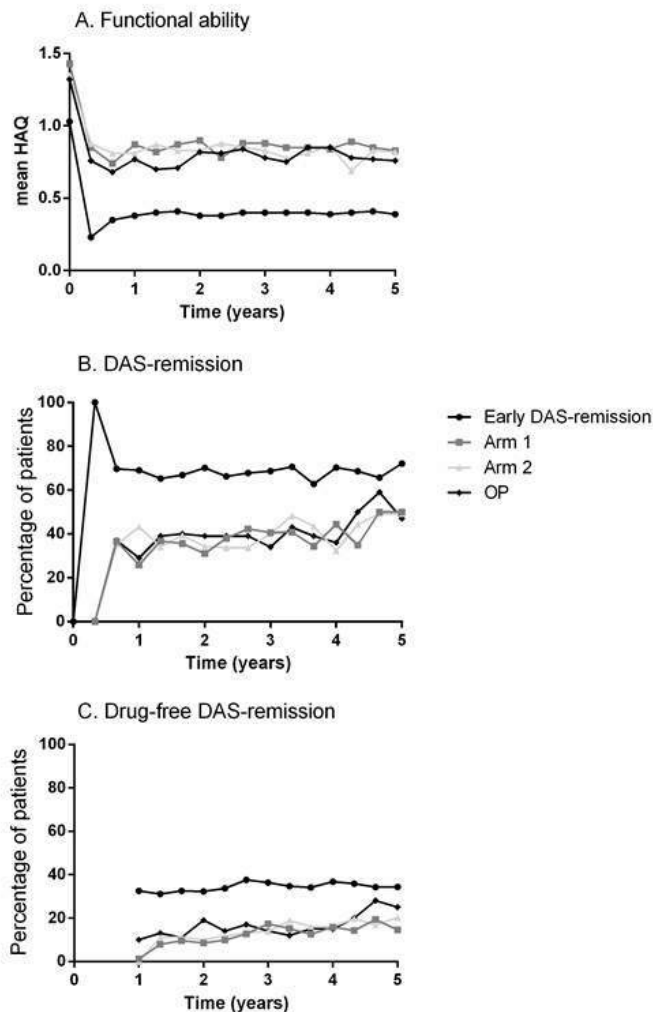 A. Functional ability
1.5
1.0
0.5
0.0
mean HAQ
0 1 2 3 4 5
Time (years)
B. DAS-remission
100
80
60
40
20
0
Percentage of patients
0 1 2 3 4 5
Time (years)
Early DAS-remission
Arm 1
Arm 2
OP
C. Drug-free DAS-remission
100
80
60
40
20
0
Percentage of patients
0 1 2 3 4 5
Time (years)